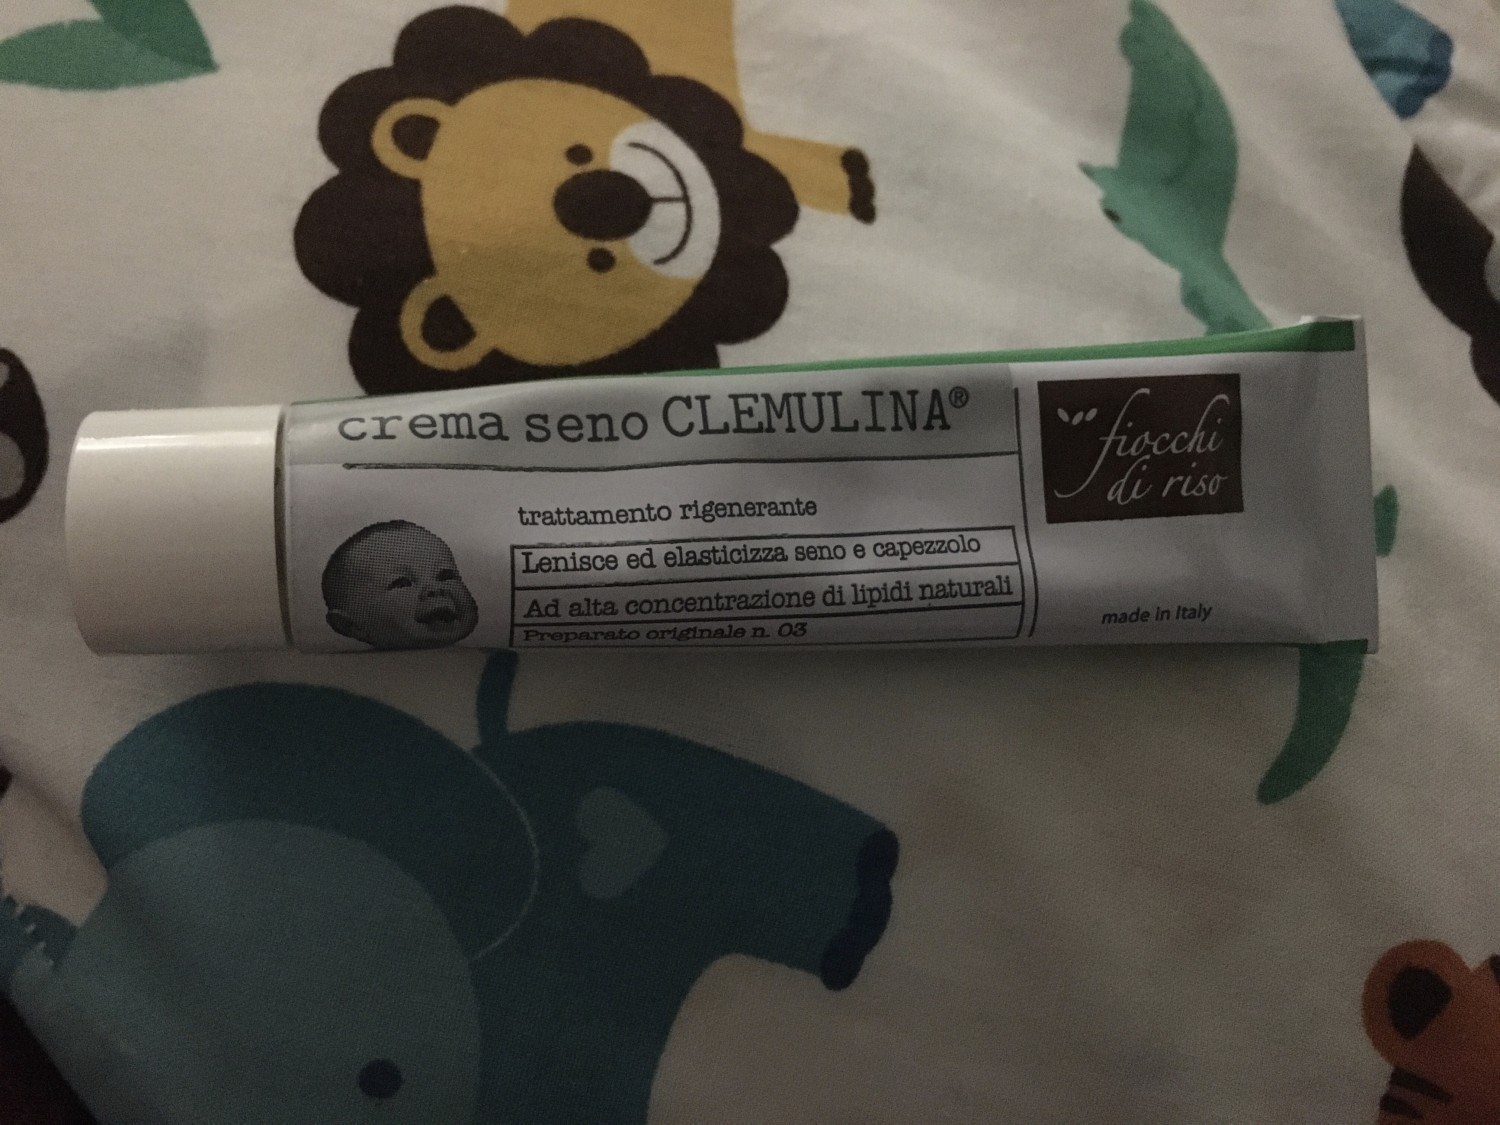 crema seno CLEMULINA®
trattamento rigenerante
Lenisce ed elasticizza seno e capezzolo
Ad alta concentrazione di lipidi naturali
Preparato originale n. 03
fiocchi
di riso
made in Italy